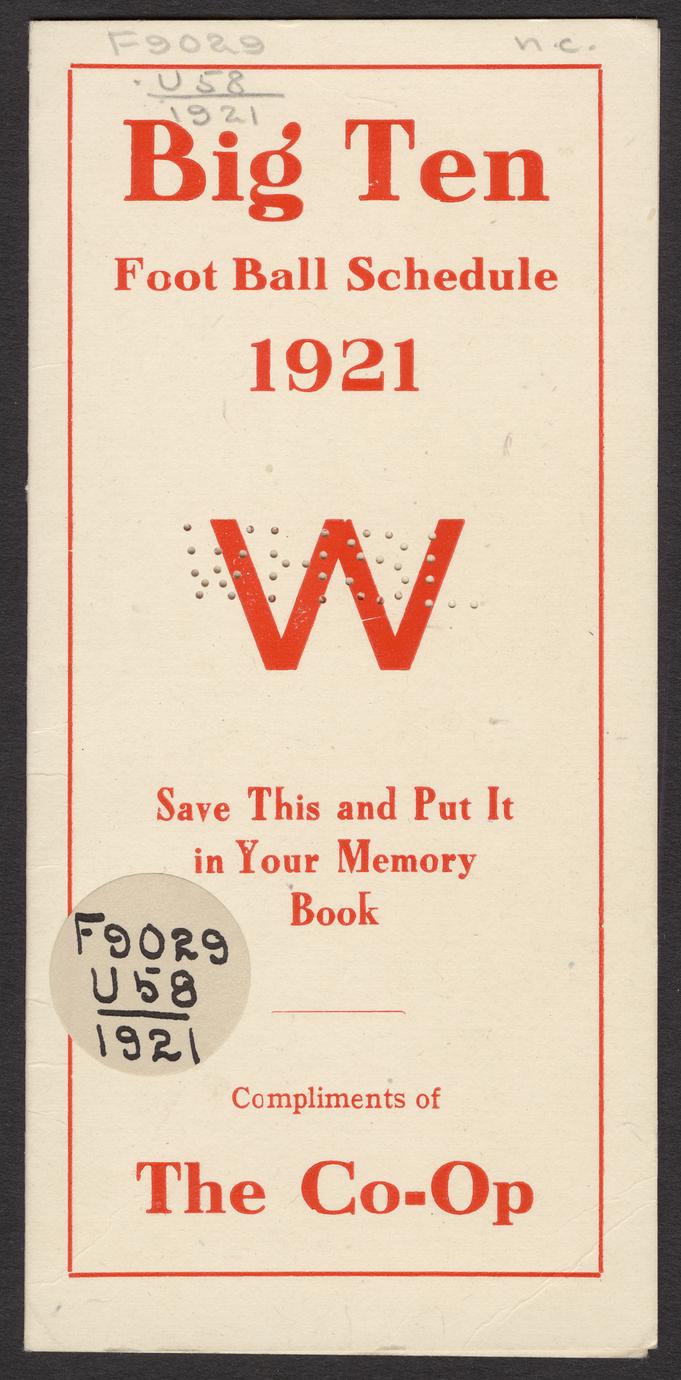 F9029 n.c.
U58
1921
Big Ten
Foot Ball Schedule
1921
W
Save This and Put It
in Your Memory
Book
F9029
U58
1921
Compliments of
The Co-Op